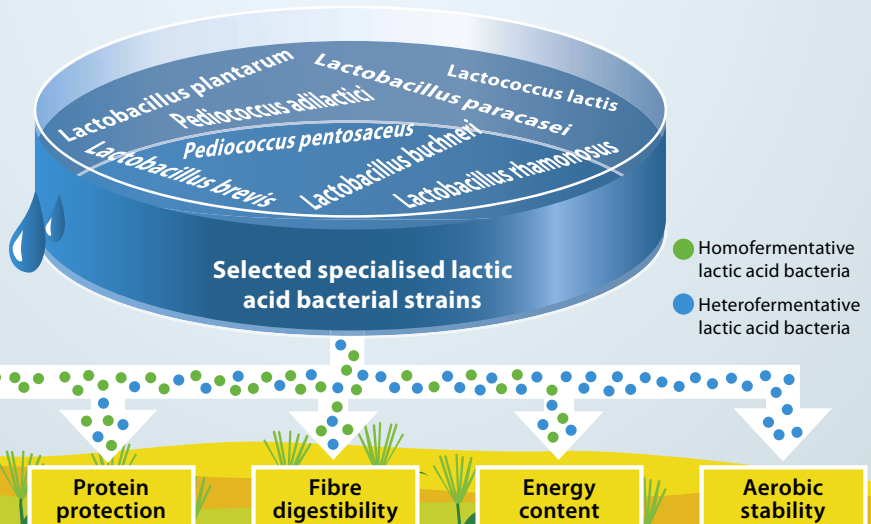 Lactobacillus plantarum
Lactobacillus paracasei
Lactococcus lactis
Pediococcus adilactici
Pediococcus pentosaceus
Lactobacillus brevis
Lactobacillus buchneri
Lactobacillus rhamonosus
Selected specialised lactic
acid bacterial strains
Homofermentative
lactic acid bacteria
Heterofermentative
lactic acid bacteria
Protein
protection
Fibre
digestibility
Energy
content
Aerobic
stability